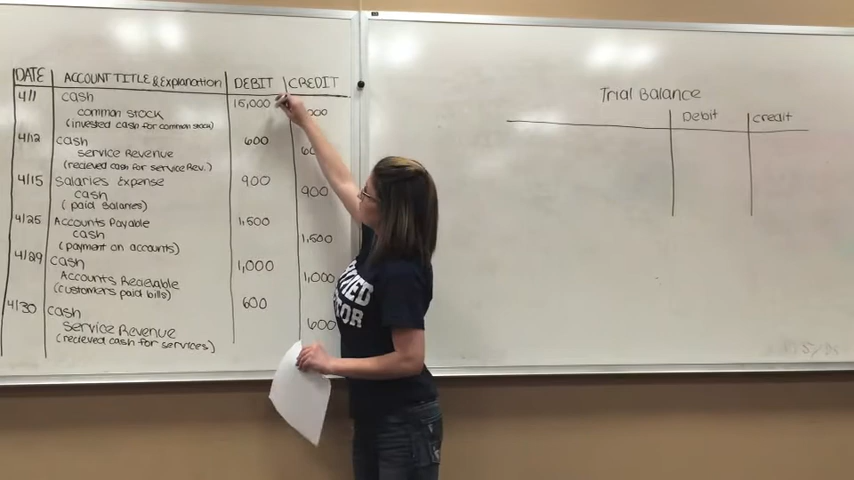 DATE ACCOUNT TITLE & Explanation DEBIT CREDIT
4/1 cash 15,000
common stock 000
(invested cash for common stock)
4/12 cash 600
service Revenue 60
(recieved cash for service Rev.)
4/15 Salaries Expense 900
cash 900
(paid Salaries)
4/25 Accounts Payable 1,500
cash 1,500
(payment on accounts)
4/29 cash 1,000
Accounts Receivable 1,000
(customers paid bills)
4/30 cash 600
Service Revenue 600
(recieved cash for services)
Trial Balance
Debit credit